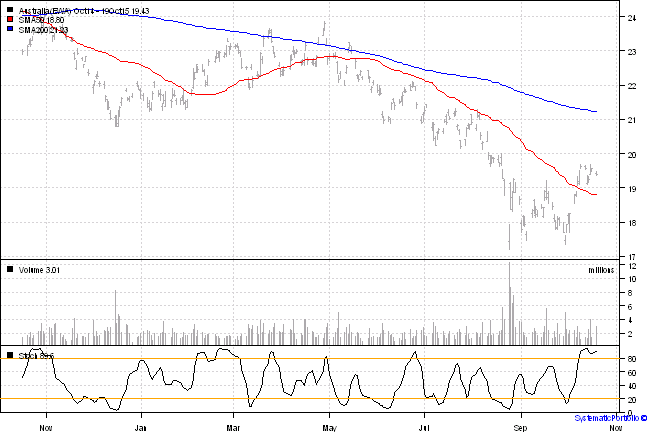 Australia(EWA) Oct14 - 19Oct15 19.43
SMA50 18.80
SMA200 21.23
24
23
22
21
20
19
18
17
Volume 3.01
millions
12
10
8
6
4
2
Stoch 89.6
80
60
40
20
0
Nov Jan Mar May Jul Sep Nov
SystematicPortfolio ©